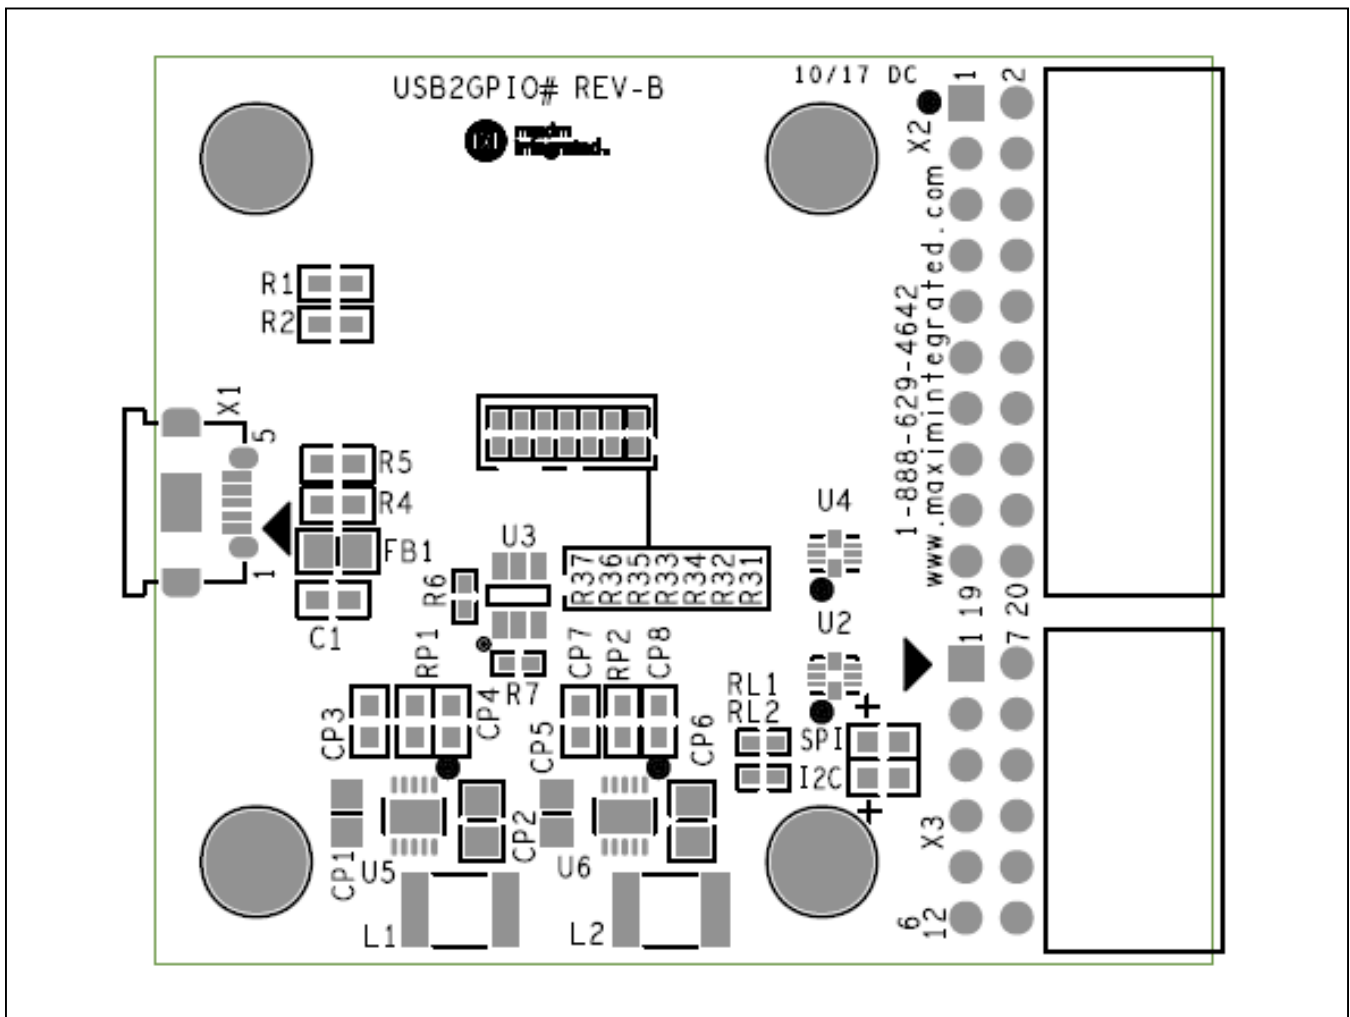 USB2GPIO# REV-B
maxim
integrated.
10/17 DC
1
2
X2
www.maximintegrated.com
1-888-629-4642
R1
R2
X1
5
R5
R4
FB1
1
C1
U3
R6
R37
R36
R35
R33
R34
R32
R31
U4
U2
19
20
1
7
RP1
R7
CP7
RP2
CP8
CP3
CP4
CP5
CP6
RL1
RL2
SPI
I2C
+
+
X3
CP1
U5
CP2
U6
L1
L2
6
12